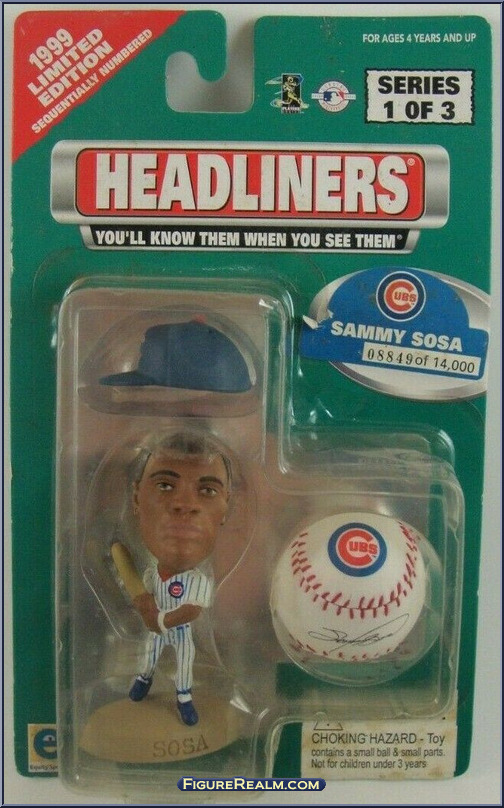 1999
LIMITED
EDITION
SEQUENTIALLY NUMBERED
FOR AGES 4 YEARS AND UP
SERIES
1 OF 3
HEADLINERS®
YOU'LL KNOW THEM WHEN YOU SEE THEM®
CUBS
SAMMY SOSA
08849 of 14,000
CUBS
SOSA
CHOKING HAZARD - Toy
contains a small ball & small parts.
Not for children under 3 years
FIGUREREALM.COM